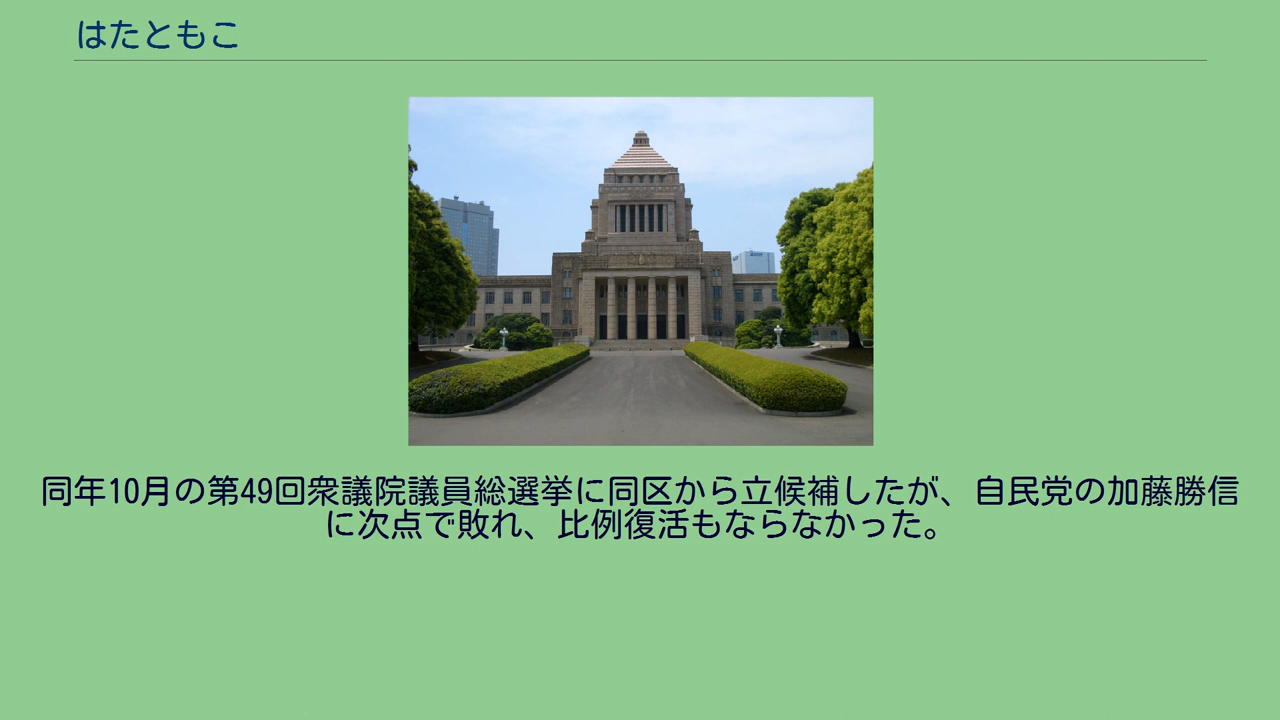 はたともこ
同年10月の第49回衆議院議員総選挙に同区から立候補したが、自民党の加藤勝信
に次点で敗れ、比例復活もならなかった。